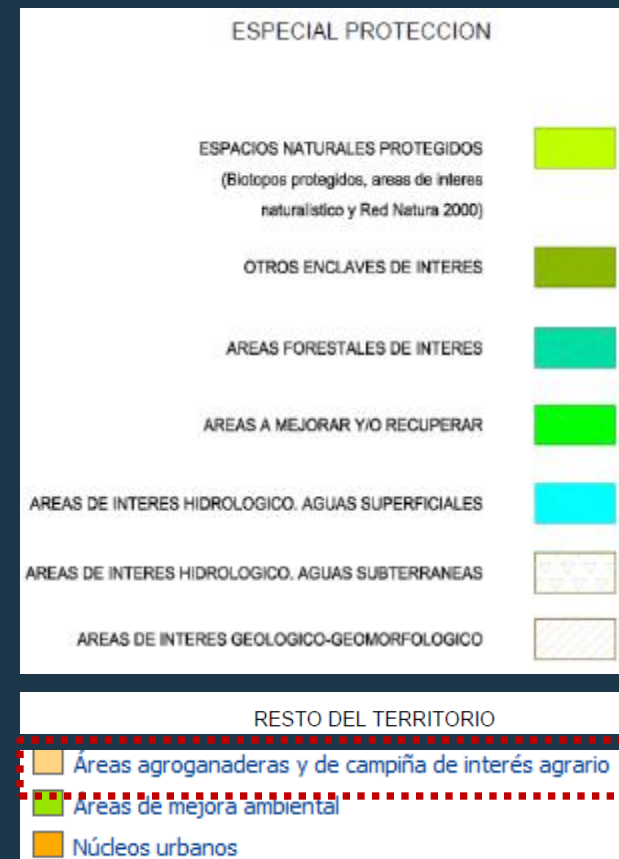 ESPECIAL PROTECCION
ESPACIOS NATURALES PROTEGIDOS
(Biotopos protegidos, areas de interes
naturalistico y Red Natura 2000)
OTROS ENCLAVES DE INTERES
AREAS FORESTALES DE INTERES
AREAS A MEJORAR Y/O RECUPERAR
AREAS DE INTERES HIDROLOGICO. AGUAS SUPERFICIALES
AREAS DE INTERES HIDROLOGICO. AGUAS SUBTERRANEAS
AREAS DE INTERES GEOLOGICO-GEOMORFOLOGICO
RESTO DEL TERRITORIO
Áreas agroganaderas y de campiña de interés agrario
Áreas de mejora ambiental
Núcleos urbanos